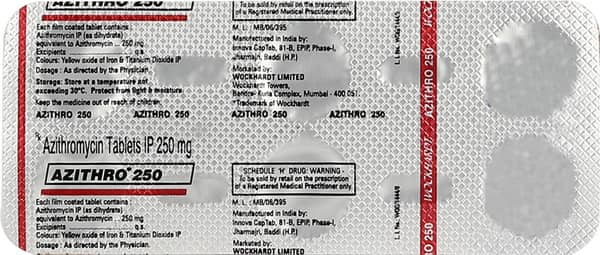 AZITHRO 250
Each film coated tablet contains :
Azithromycin IP (as dihydrate)
equivalent to Azithromycin .. 250 mg
Excipients q.s.
Colours: Yellow oxide of Iron & Titanium Dioxide IP
Dosage : As directed by the Physician.
Storage: Store at a temperature not
exceeding 30°C. Protect from light & moisture.
Keep the medicine out of reach of children
To be sold by retail on the prescription
of a Registered Medical Practitioner only.
M. L. : MB/06/395
Manufactured in India by:
Innova CapTab, 81-B, EPIP, Phase-I,
Jharmajri, Baddi (H.P.)
Marketed by:
WOCKHARDT LIMITED
Wockhardt Towers,
Bandra-Kurla Complex, Mumbai - 400 051.
*Trademark of Wockhardt
AZITHRO 250 AZITHRO 250 AZITHRO 250 AZITHRO 250
Rx Azithromycin Tablets IP 250 mg
AZITHRO* 250
Each film coated tablet contains :
Azithromycin IP (as dihydrate)
equivalent to Azithromycin .. 250 mg
Excipients q.s.
Colours: Yellow oxide of Iron & Titanium Dioxide IP
Dosage : As directed by the Physician.
SCHEDULE 'H' DRUG: WARNING -
To be sold by retail on the prescription
of a Registered Medical Practitioner only.
M. L. : MB/06/395
Manufactured in India by:
Innova CapTab, 81-B, EPIP, Phase-I,
Jharmajri, Baddi (H.P.)
Marketed by:
WOCKHARDT LIMITED
WOCKHARDT
AZITHRO 250
WOCKHARDT
AZITHRO 250